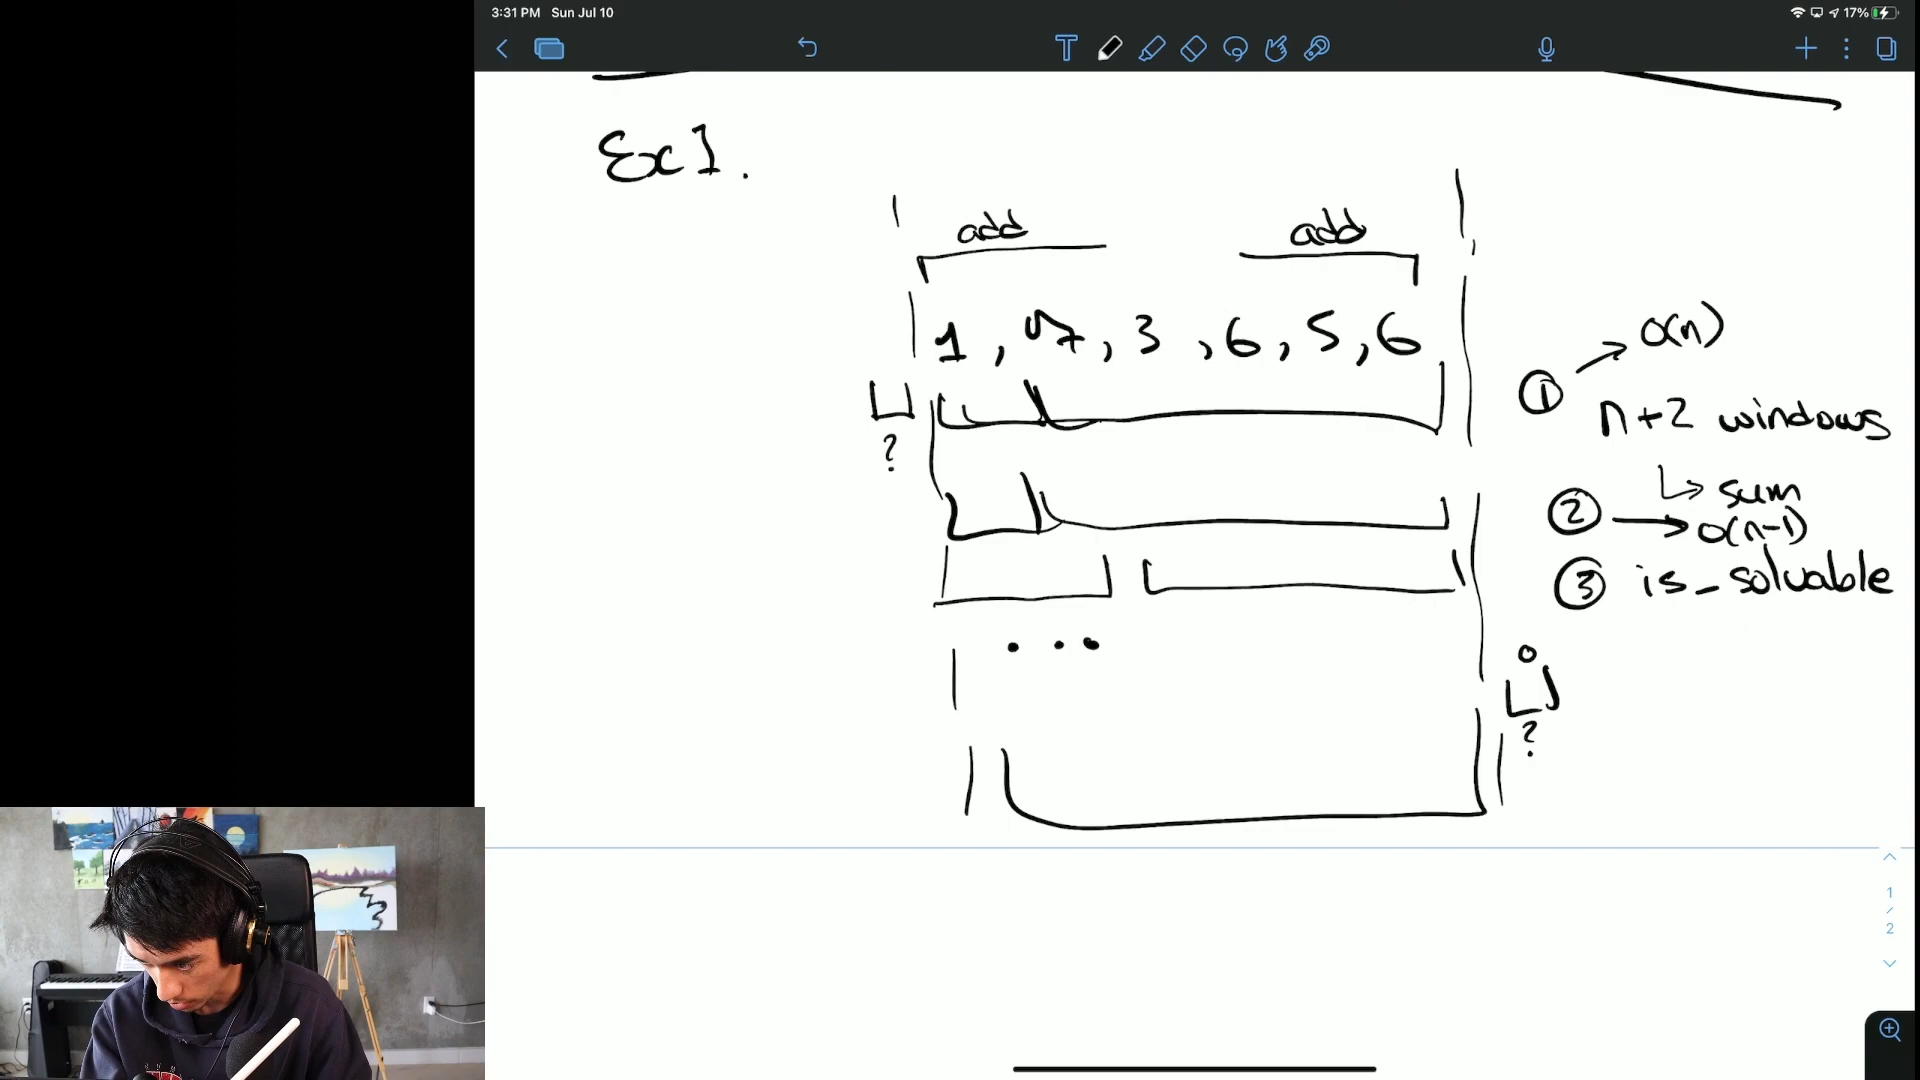 3:31 PM Sun Jul 10
17%
T
Ex 1.
add add
1, 7, 3, 6, 5, 6
① → O(n)
n+2 windows
?
↳ sum
② → O(n-1)
③ is_solvable
...
0
?
1
/
2